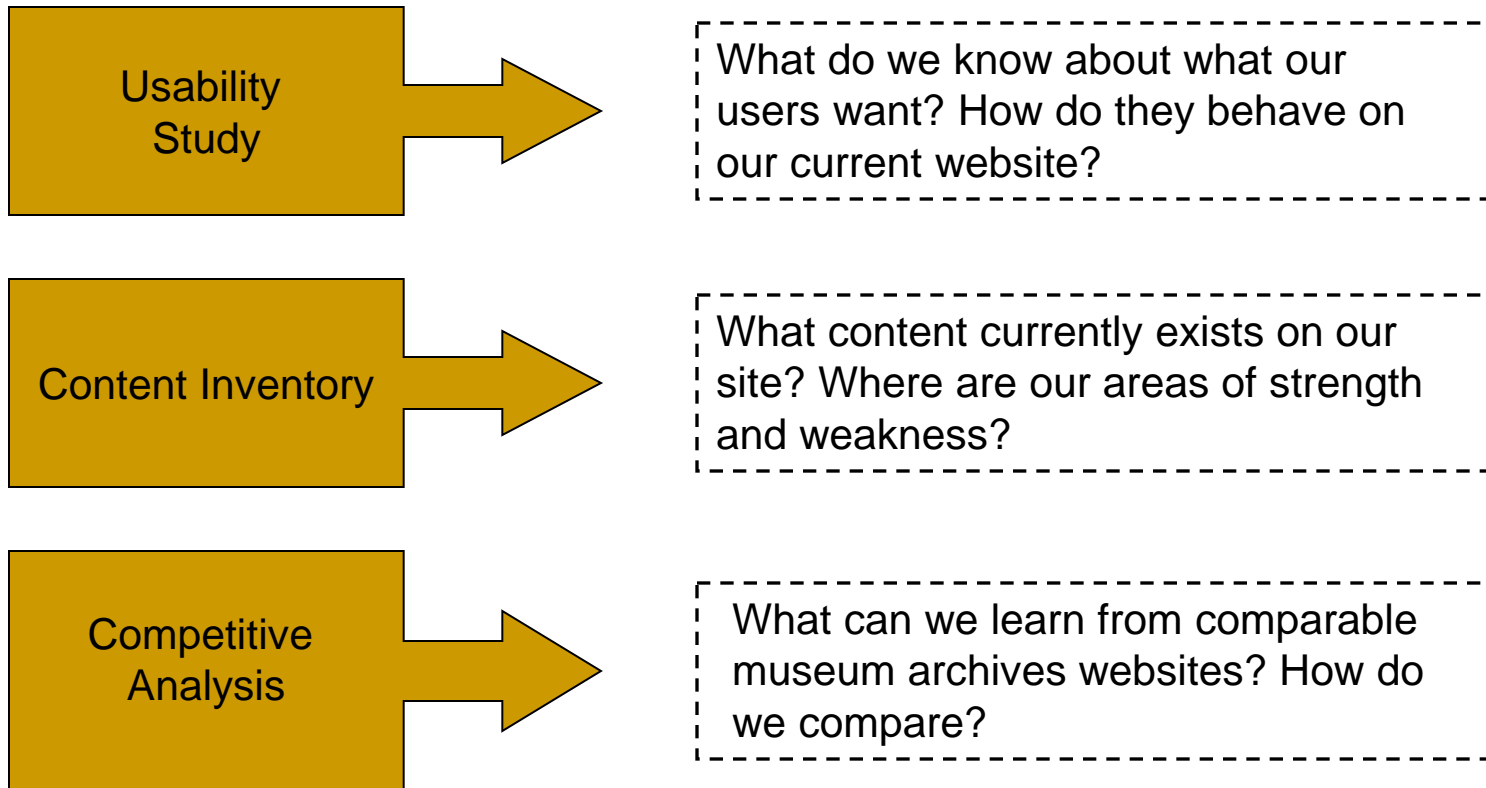 Usability
Study
What do we know about what our
users want? How do they behave on
our current website?
Content Inventory
What content currently exists on our
site? Where are our areas of strength
and weakness?
Competitive
Analysis
What can we learn from comparable
museum archives websites? How do
we compare?